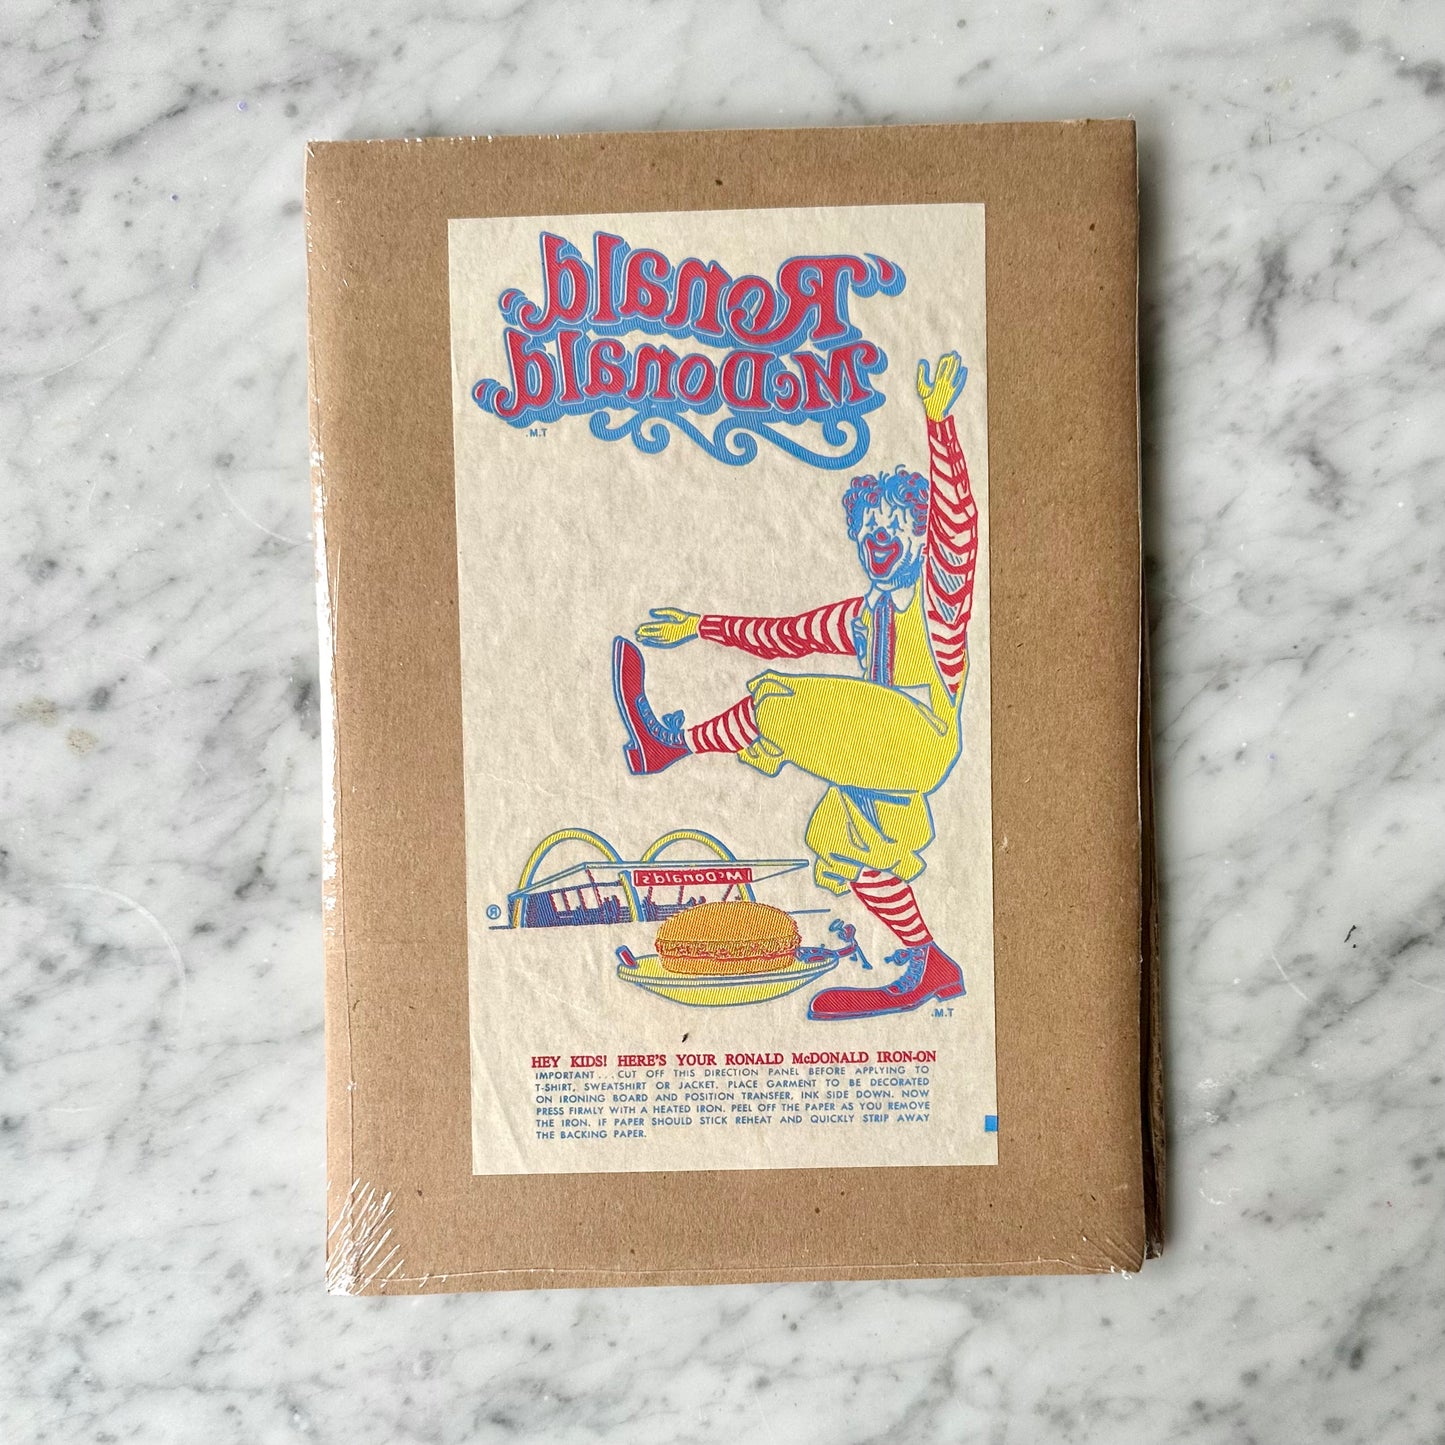 "Ronald
McDonald"
T.M.
McDonald's
®
T.M.
HEY KIDS! HERE'S YOUR RONALD McDONALD IRON-ON
IMPORTANT...CUT OFF THIS DIRECTION PANEL BEFORE APPLYING TO
T-SHIRT, SWEATSHIRT OR JACKET. PLACE GARMENT TO BE DECORATED
ON IRONING BOARD AND POSITION TRANSFER, INK SIDE DOWN. NOW
PRESS FIRMLY WITH A HEATED IRON. PEEL OFF THE PAPER AS YOU REMOVE
THE IRON. IF PAPER SHOULD STICK REHEAT AND QUICKLY STRIP AWAY
THE BACKING PAPER.